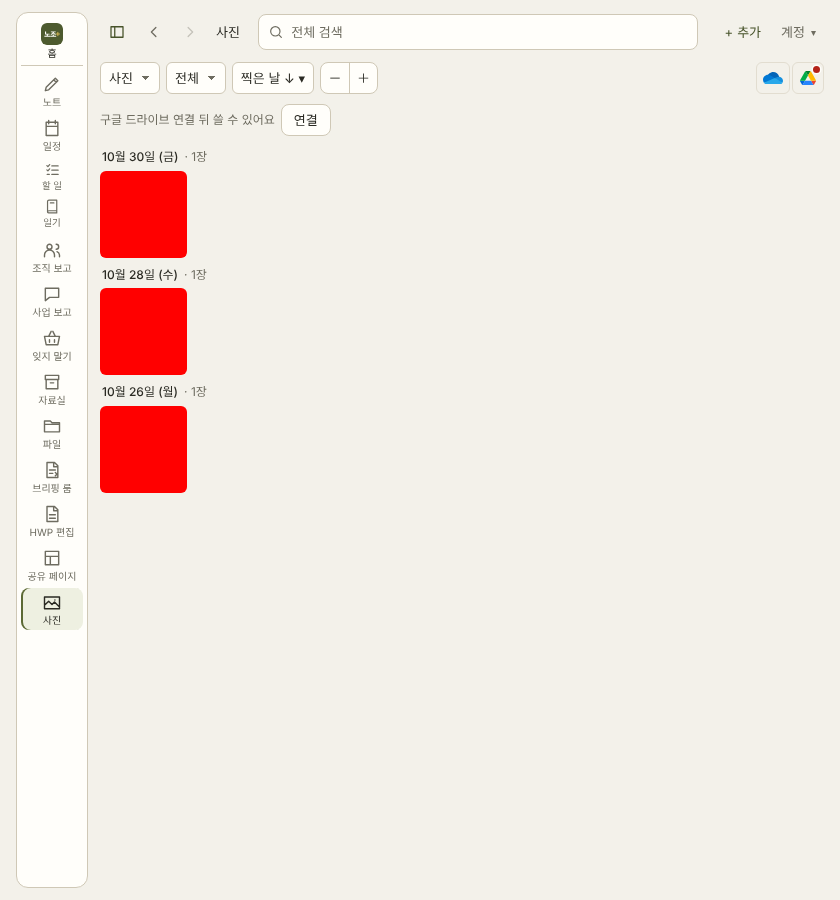 노조+
홈
노트
일정
할 일
일기
조직 보고
사업 보고
잊지 말기
자료실
파일
브리핑 룸
HWP 편집
공유 페이지
사진
사진
전체 검색
+ 추가
계정 ▾
사진
전체
찍은 날 ↓ ▾
− +
구글 드라이브 연결 뒤 쓸 수 있어요
연결
10월 30일 (금) · 1장
10월 28일 (수) · 1장
10월 26일 (월) · 1장